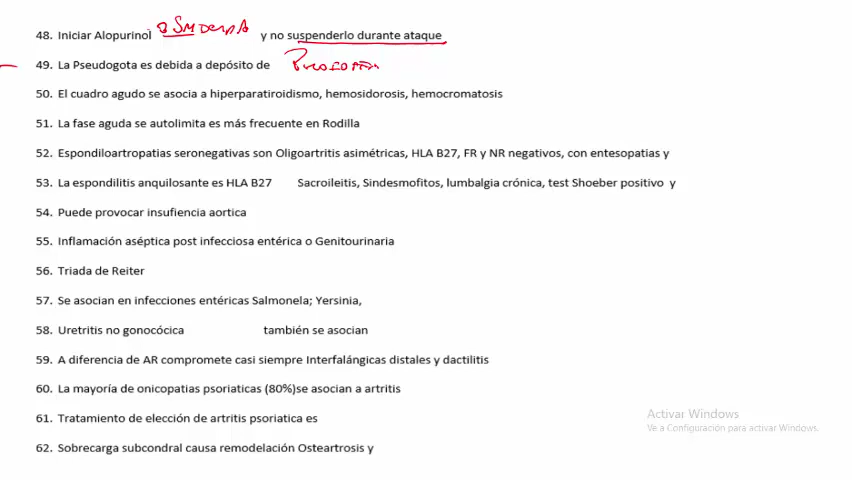 48. Iniciar Alopurinol y no suspenderlo durante ataque
49. La Pseudogota es debida a depósito de
50. El cuadro agudo se asocia a hiperparatiroidismo, hemosidorosis, hemocromatosis
51. La fase aguda se autolimita es más frecuente en Rodilla
52. Espondiloartropatias seronegativas son Oligoartritis asimétricas, HLA B27, FR y NR negativos, con entesopatias y
53. La espondilitis anquilosante es HLA B27 Sacroileitis, Sindesmofitos, lumbalgia crónica, test Shoeber positivo y
54. Puede provocar insufiencia aortica
55. Inflamación aséptica post infecciosa entérica o Genitourinaria
56. Triada de Reiter
57. Se asocian en infecciones entéricas Salmonela; Yersinia,
58. Uretritis no gonocócica también se asocian
59. A diferencia de AR compromete casi siempre Interfalángicas distales y dactilitis
60. La mayoría de onicopatias psoriaticas (80%)se asocian a artritis
61. Tratamiento de elección de artritis psoriatica es
62. Sobrecarga subcondral causa remodelación Osteartrosis y
Activar Windows
Ve a Configuración para activar Windows.